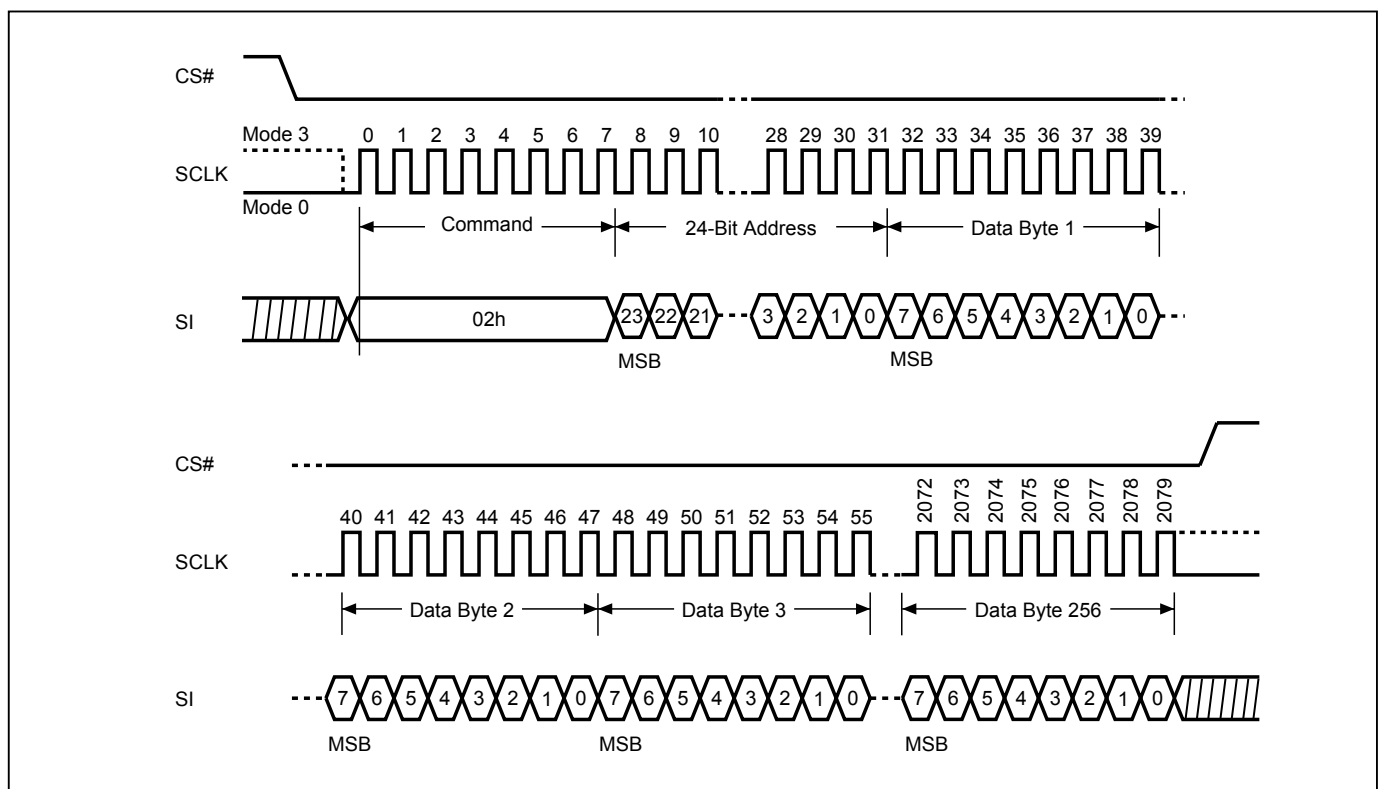 CS#
Mode 3 0 1 2 3 4 5 6 7 8 9 10 28 29 30 31 32 33 34 35 36 37 38 39
SCLK
Mode 0
Command 24-Bit Address Data Byte 1
SI 02h 23 22 21 3 2 1 0 7 6 5 4 3 2 1 0
MSB MSB
CS#
40 41 42 43 44 45 46 47 48 49 50 51 52 53 54 55 2072 2073 2074 2075 2076 2077 2078 2079
SCLK
Data Byte 2 Data Byte 3 Data Byte 256
SI 7 6 5 4 3 2 1 0 7 6 5 4 3 2 1 0 7 6 5 4 3 2 1 0
MSB MSB MSB